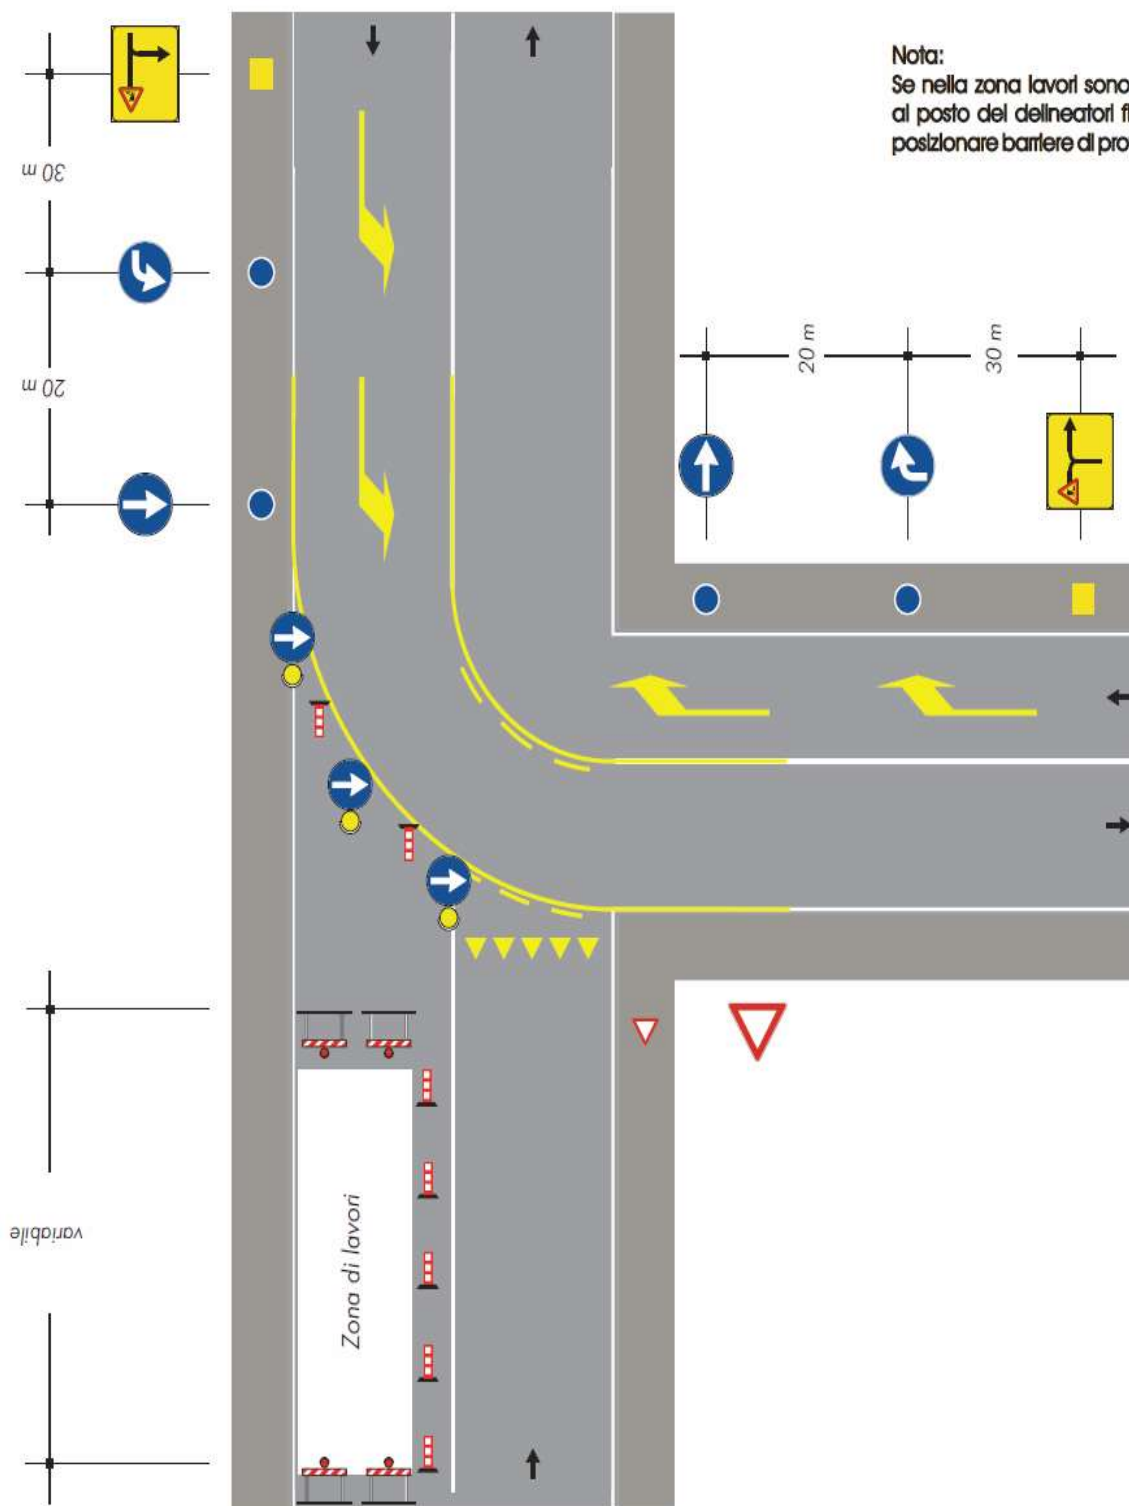 Nota:
Se nella zona lavori sono
al posto dei delineatori fl
posizionare barriere di pro
30 m
20 m
20 m
30 m
variabile
Zona di lavori